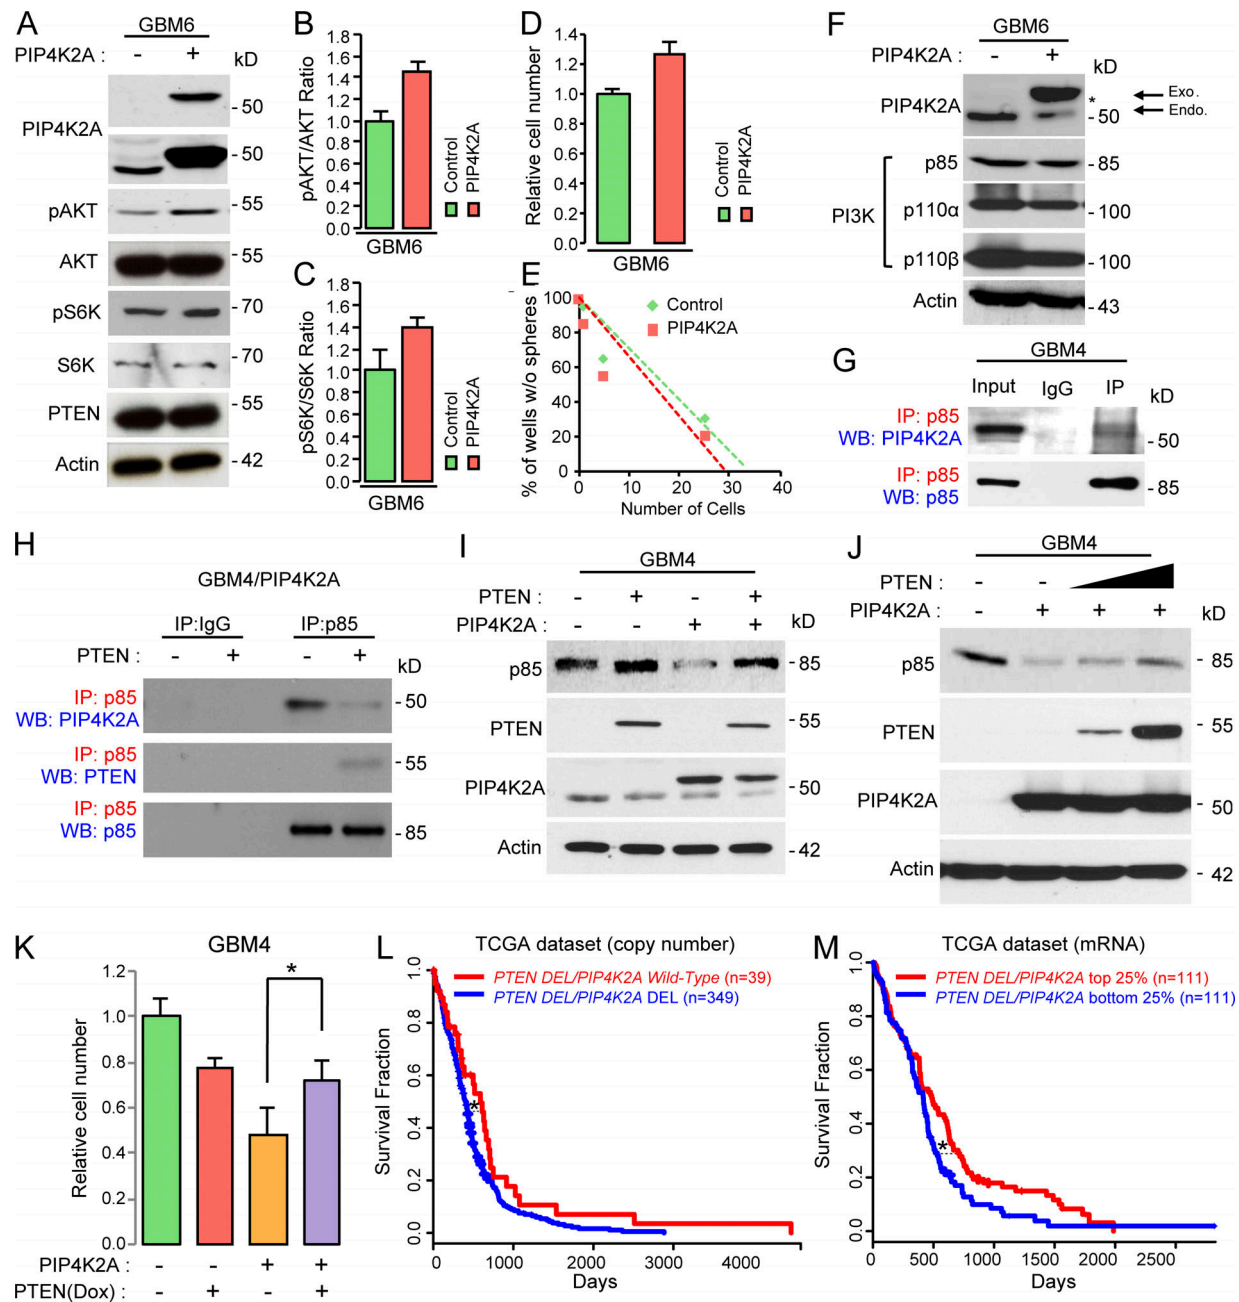 A
GBM6
PIP4K2A : - + kD
PIP4K2A
- 50
- 50
pAKT - 55
AKT - 55
pS6K - 70
S6K - 70
PTEN - 55
Actin - 42
B
pAKT/AKT Ratio
1.8
1.6
1.4
1.2
1.0
0.8
0.6
0.4
0.2
0.0
GBM6
Control
PIP4K2A
C
pS6K/S6K Ratio
1.8
1.6
1.4
1.2
1.0
0.8
0.6
0.4
0.2
0.0
GBM6
Control
PIP4K2A
D
Relative cell number
1.4
1.2
1.0
0.8
0.6
0.4
0.2
0.0
GBM6
Control
PIP4K2A
E
% of wells w/o spheres
100
80
60
40
20
0
0 10 20 30 40
Number of Cells
Control
PIP4K2A
F
GBM6
PIP4K2A : - + kD
PIP4K2A
*
Exo.
Endo.
- 50
PI3K
p85 - 85
p110α - 100
p110β - 100
Actin - 43
G
GBM4
Input IgG IP kD
IP: p85
WB: PIP4K2A
- 50
IP: p85
WB: p85
- 85
H
GBM4/PIP4K2A
IP:IgG IP:p85
PTEN : - + - + kD
IP: p85
WB: PIP4K2A
- 50
IP: p85
WB: PTEN
- 55
IP: p85
WB: p85
- 85
I
GBM4
PTEN : - + - +
PIP4K2A : - - + + kD
p85 - 85
PTEN - 55
PIP4K2A - 50
Actin - 42
J
GBM4
PTEN : - -
PIP4K2A : - + + + kD
p85 - 85
PTEN - 55
PIP4K2A - 50
Actin - 42
K
GBM4
Relative cell number
1.2
1.0
0.8
0.6
0.4
0.2
0.0
*
PIP4K2A : - - + +
PTEN(Dox) : - + - +
L
TCGA dataset (copy number)
PTEN DEL/PIP4K2A Wild-Type (n=39)
PTEN DEL/PIP4K2A DEL (n=349)
Survival Fraction
1.0
0.8
0.6
0.4
0.2
0.0
*
0 1000 2000 3000 4000
Days
M
TCGA dataset (mRNA)
PTEN DEL/PIP4K2A top 25% (n=111)
PTEN DEL/PIP4K2A bottom 25% (n=111)
Survival Fraction
1.0
0.8
0.6
0.4
0.2
0.0
*
0 500 1000 1500 2000 2500
Days